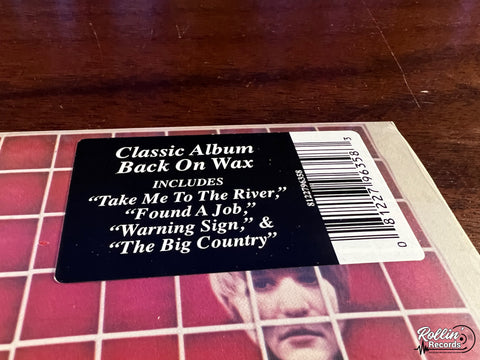 Classic Album
Back On Wax
INCLUDES
“Take Me To The River,”
“Found A Job,”
“Warning Sign,” &
“The Big Country”
8122796358
0 81227 96358 3
Rollin
Records